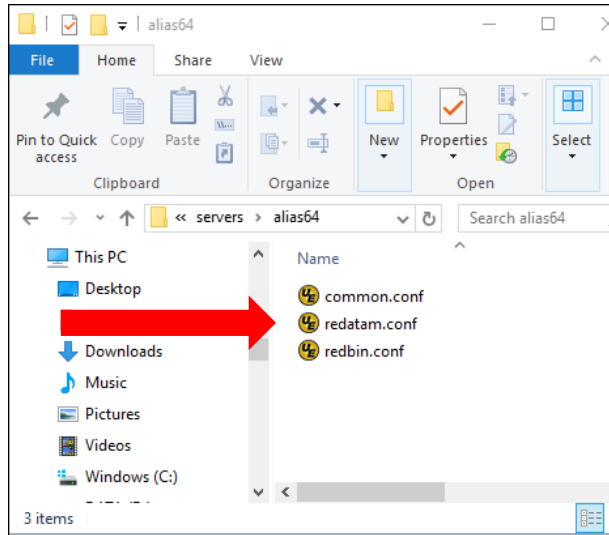 alias64
File Home Share View
Pin to Quick access Copy Paste New Properties Select
Clipboard Organize Open
« servers › alias64 Search alias64
This PC
Desktop
Downloads
Music
Pictures
Videos
Windows (C:)
Name
common.conf
redatam.conf
redbin.conf
3 items